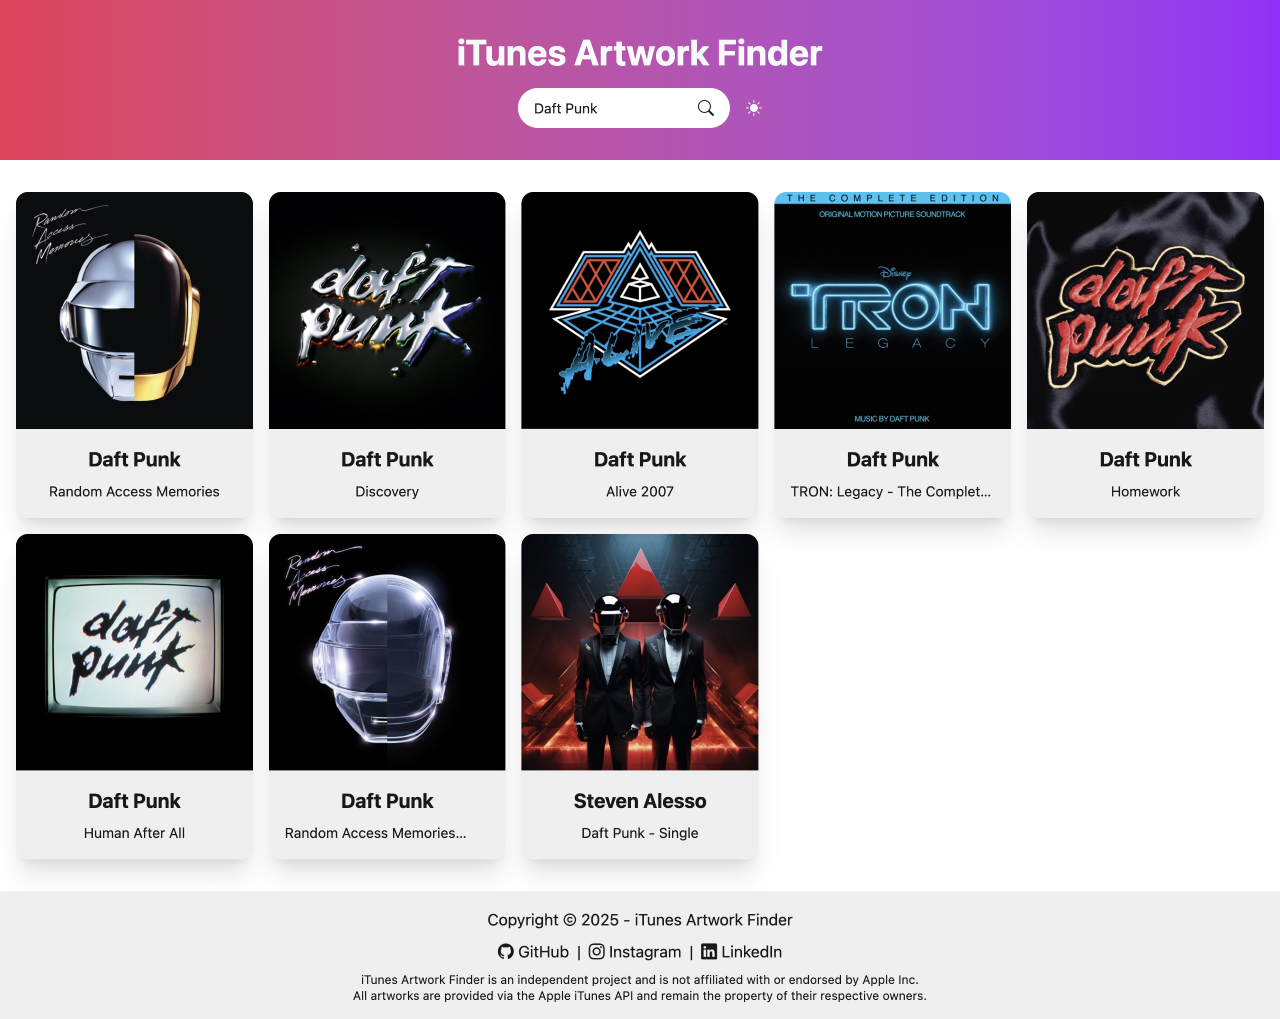 iTunes Artwork Finder
Daft Punk
Random
Access
Memories
daft
punk
ALIVE
THE COMPLETE EDITION
ORIGINAL MOTION PICTURE SOUNDTRACK
Disney
TRON
LEGACY
MUSIC BY DAFT PUNK
daft
punk
Daft Punk
Random Access Memories
Daft Punk
Discovery
Daft Punk
Alive 2007
Daft Punk
TRON: Legacy - The Complet...
Daft Punk
Homework
daft
punk
Random
Access
Memories
Daft Punk
Human After All
Daft Punk
Random Access Memories...
Steven Alesso
Daft Punk - Single
Copyright © 2025 - iTunes Artwork Finder
GitHub | Instagram | LinkedIn
iTunes Artwork Finder is an independent project and is not affiliated with or endorsed by Apple Inc.
All artworks are provided via the Apple iTunes API and remain the property of their respective owners.